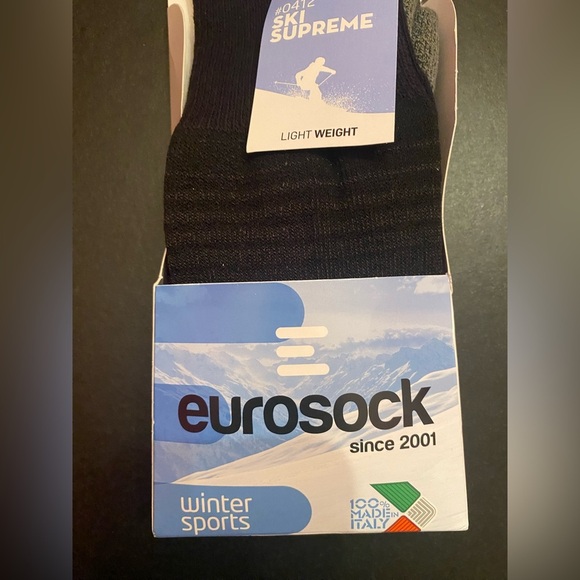 #0412
SKI
SUPREME
LIGHT WEIGHT
eurosock
since 2001
winter
sports
100%
MADE IN
ITALY